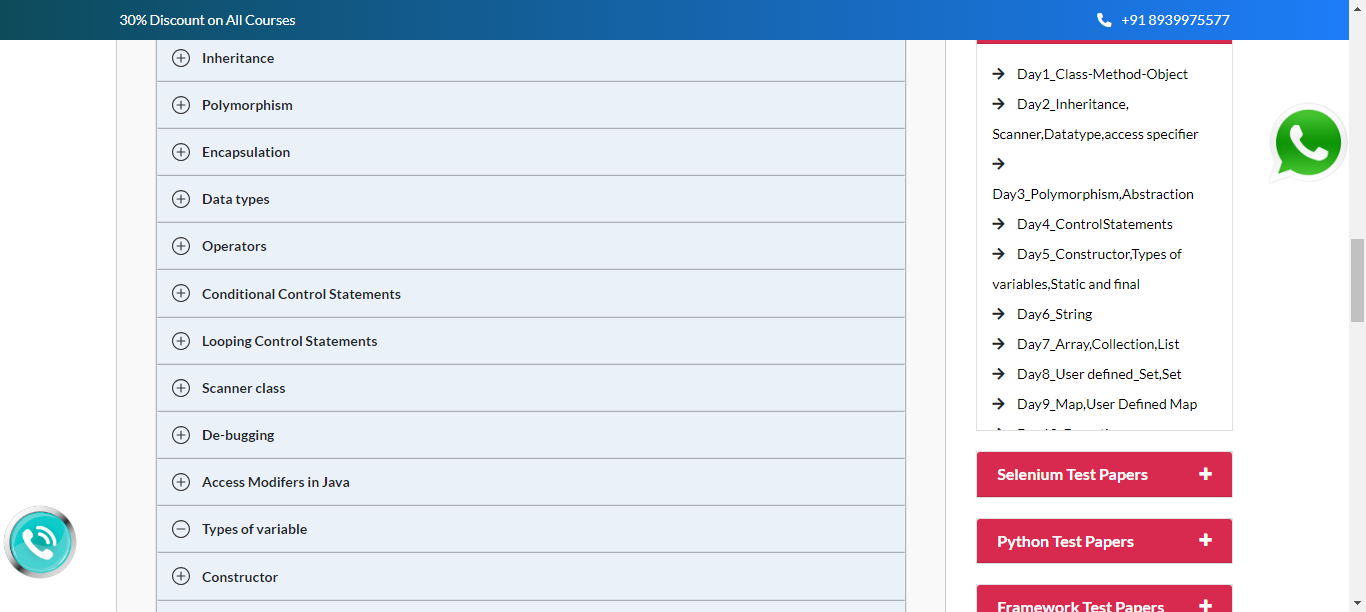 30% Discount on All Courses
+91 8939975577
Inheritance
Polymorphism
Encapsulation
Data types
Operators
Conditional Control Statements
Looping Control Statements
Scanner class
De-bugging
Access Modifers in Java
Types of variable
Constructor
Day1_Class-Method-Object
Day2_Inheritance,
Scanner,Datatype,access specifier
Day3_Polymorphism,Abstraction
Day4_ControlStatements
Day5_Constructor,Types of
variables,Static and final
Day6_String
Day7_Array,Collection,List
Day8_User defined_Set,Set
Day9_Map,User Defined Map
Selenium Test Papers
Python Test Papers
Framework Test Papers